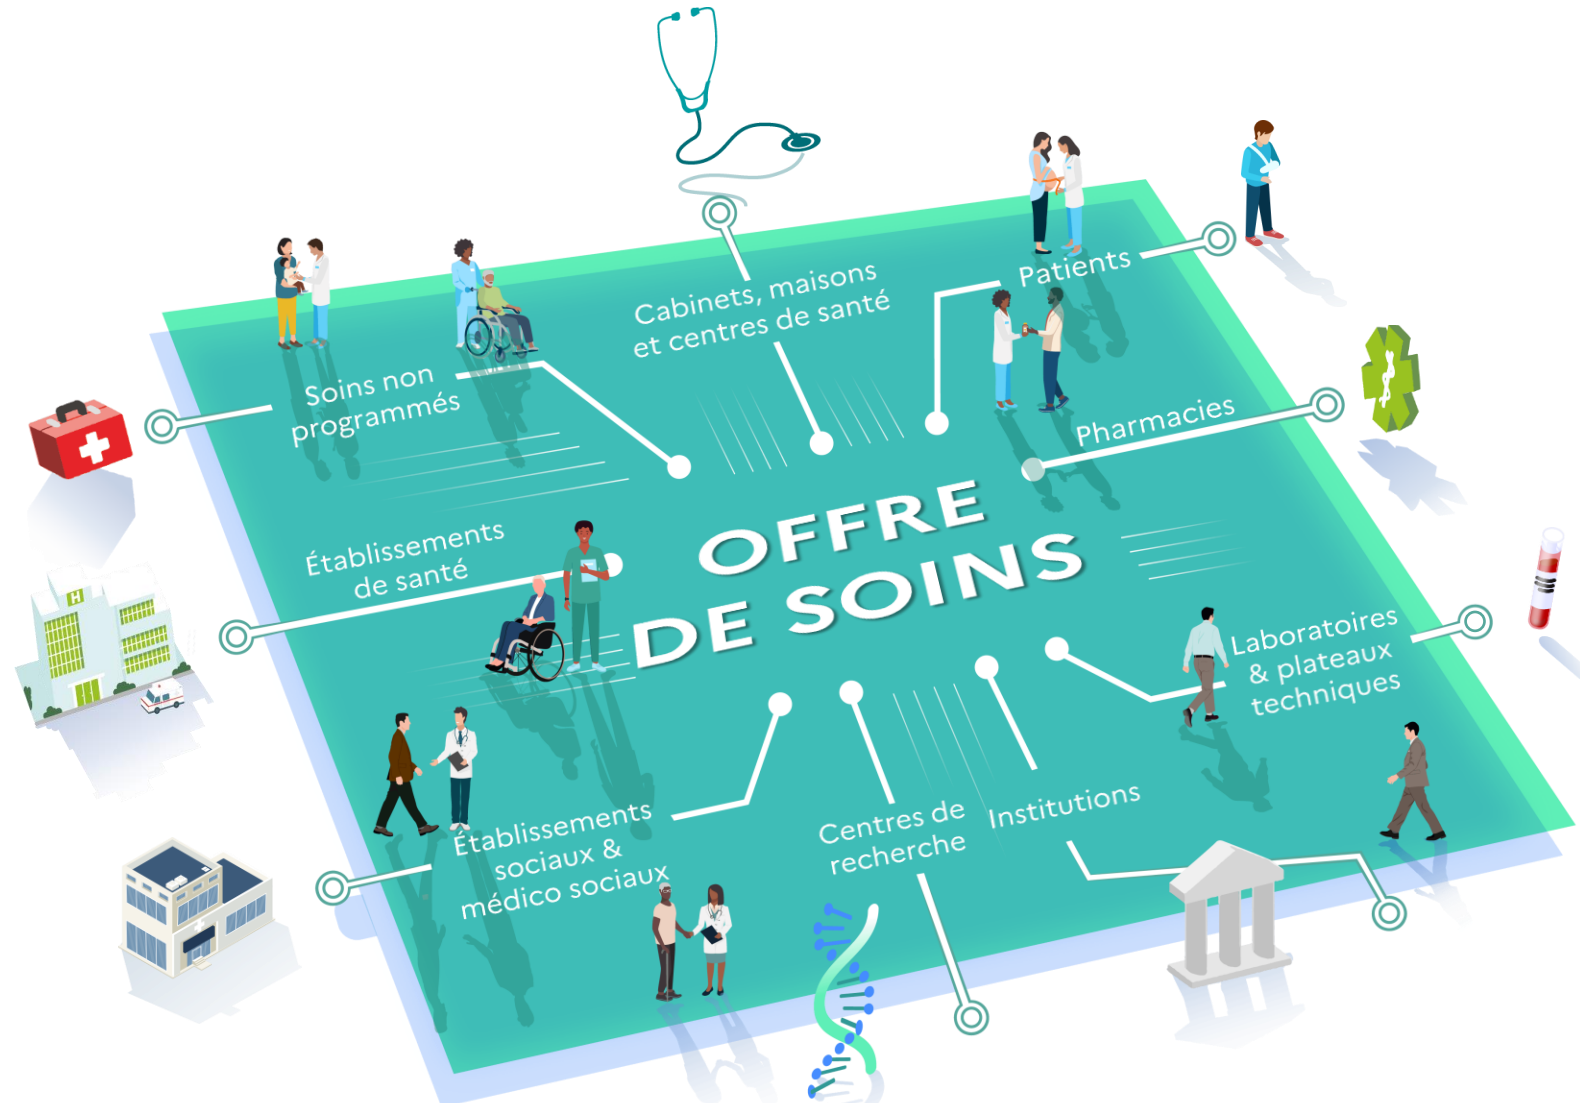 Cabinets, maisons
et centres de santé
Patients
Soins non
programmés
Pharmacies
Établissements
de santé
OFFRE
DE SOINS
H
Laboratoires
& plateaux
techniques
Établissements
sociaux &
médico sociaux
Centres de
recherche
Institutions